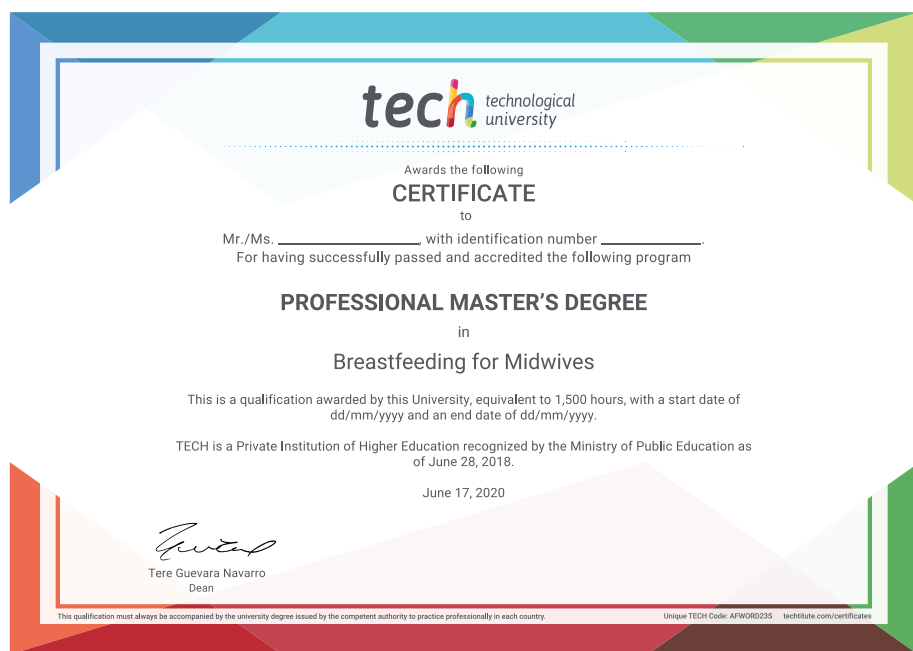 tech technological
university
Awards the following
CERTIFICATE
to
Mr./Ms. ____________________, with identification number ______________.
For having successfully passed and accredited the following program
PROFESSIONAL MASTER'S DEGREE
in
Breastfeeding for Midwives
This is a qualification awarded by this University, equivalent to 1,500 hours, with a start date of
dd/mm/yyyy and an end date of dd/mm/yyyy.
TECH is a Private Institution of Higher Education recognized by the Ministry of Public Education as
of June 28, 2018.
June 17, 2020
Tere Guevara Navarro
Dean
This qualification must always be accompanied by the university degree issued by the competent authority to practice professionally in each country.
Unique TECH Code: AFWORD23S techtitute.com/certificates